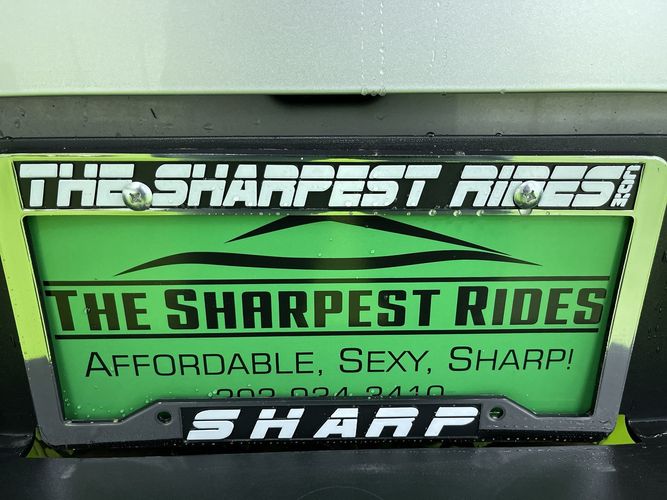 THE SHARPEST RIDES.COM
THE SHARPEST RIDES
AFFORDABLE, SEXY, SHARP!
SHARP